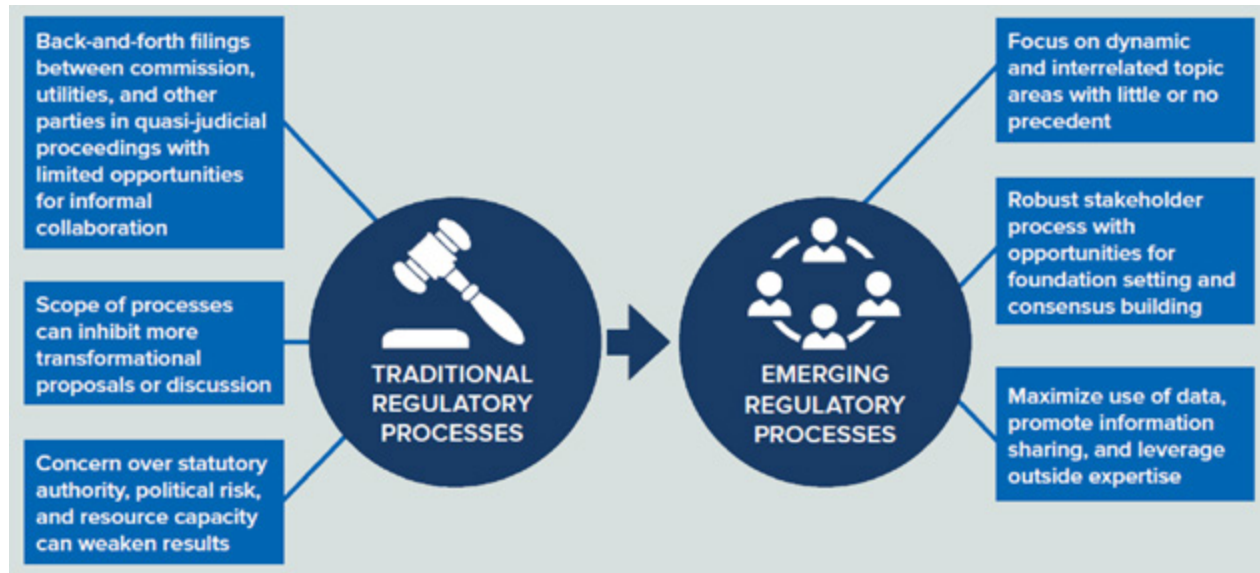 Back-and-forth filings
between commission,
utilities, and other
parties in quasi-judicial
proceedings with
limited opportunities
for informal
collaboration
Scope of processes
can inhibit more
transformational
proposals or discussion
Concern over statutory
authority, political risk,
and resource capacity
can weaken results
TRADITIONAL
REGULATORY
PROCESSES
EMERGING
REGULATORY
PROCESSES
Focus on dynamic
and interrelated topic
areas with little or no
precedent
Robust stakeholder
process with
opportunities for
foundation setting and
consensus building
Maximize use of data,
promote information
sharing, and leverage
outside expertise